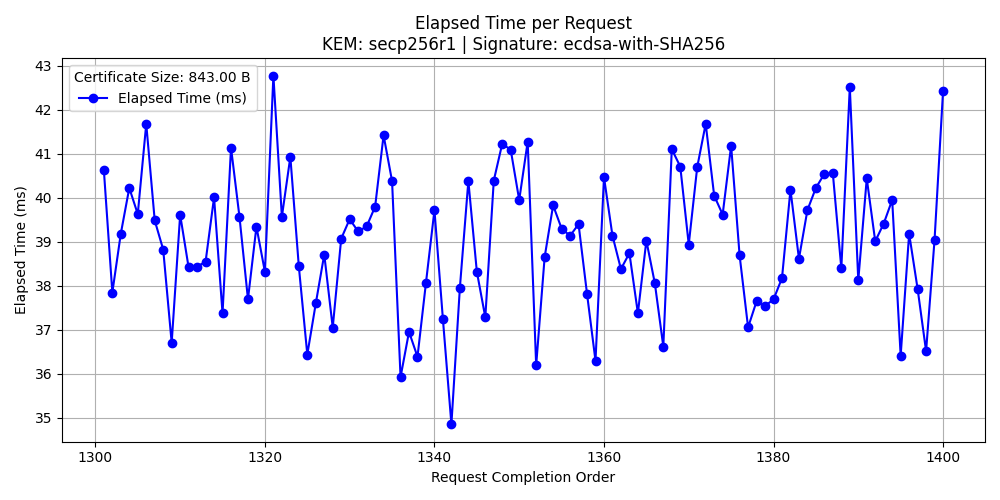 Elapsed Time per Request
KEM: secp256r1 | Signature: ecdsa-with-SHA256
Certificate Size: 843.00 B
Elapsed Time (ms)
Elapsed Time (ms)
43
42
41
40
39
38
37
36
35
1300
1320
1340
1360
1380
1400
Request Completion Order